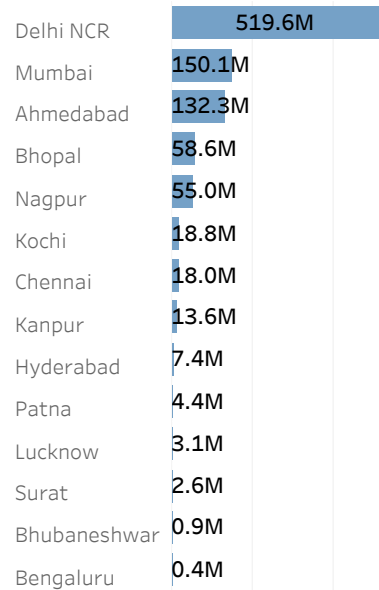 Delhi NCR 519.6M
Mumbai 150.1M
Ahmedabad 132.3M
Bhopal 58.6M
Nagpur 55.0M
Kochi 18.8M
Chennai 18.0M
Kanpur 13.6M
Hyderabad 7.4M
Patna 4.4M
Lucknow 3.1M
Surat 2.6M
Bhubaneshwar 0.9M
Bengaluru 0.4M